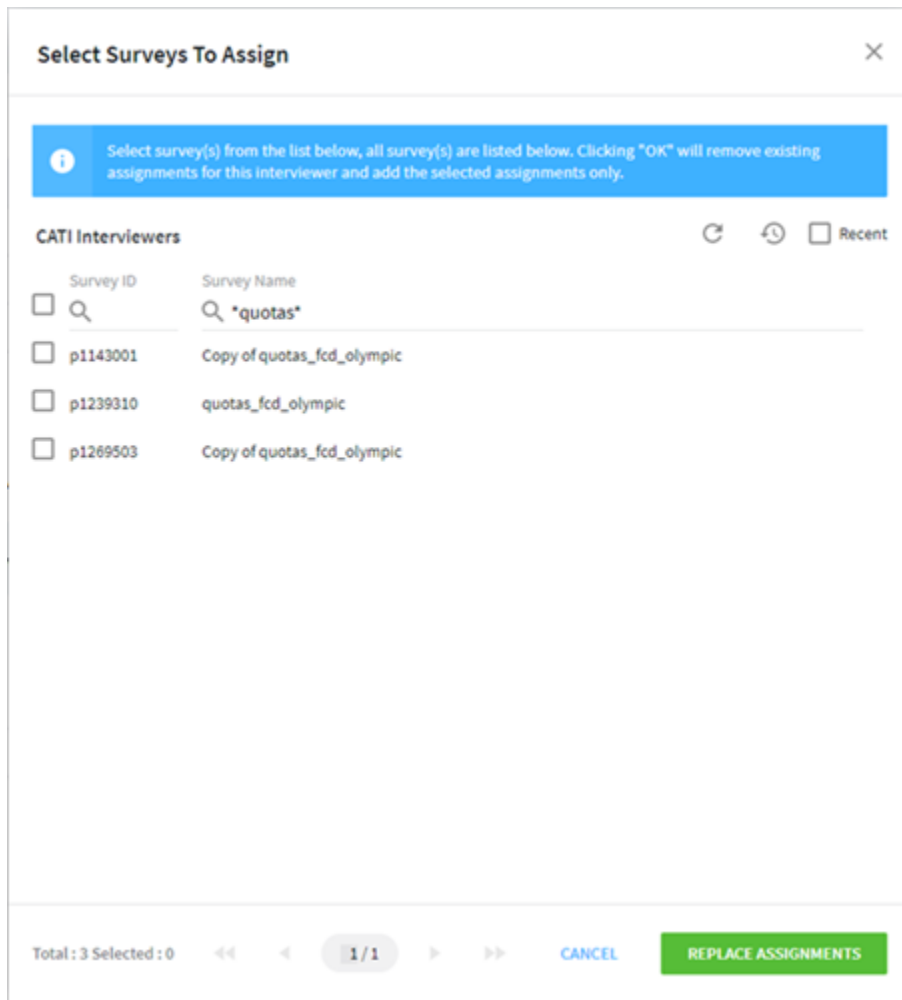 Select Surveys To Assign
Select survey(s) from the list below, all survey(s) are listed below. Clicking "OK" will remove existing
assignments for this interviewer and add the selected assignments only.
CATI Interviewers
Recent
Survey ID
Survey Name
*quotas*
p1143001 Copy of quotas_fcd_olympic
p1239310 quotas_fcd_olympic
p1269503 Copy of quotas_fcd_olympic
Total : 3 Selected : 0 1 / 1 CANCEL REPLACE ASSIGNMENTS